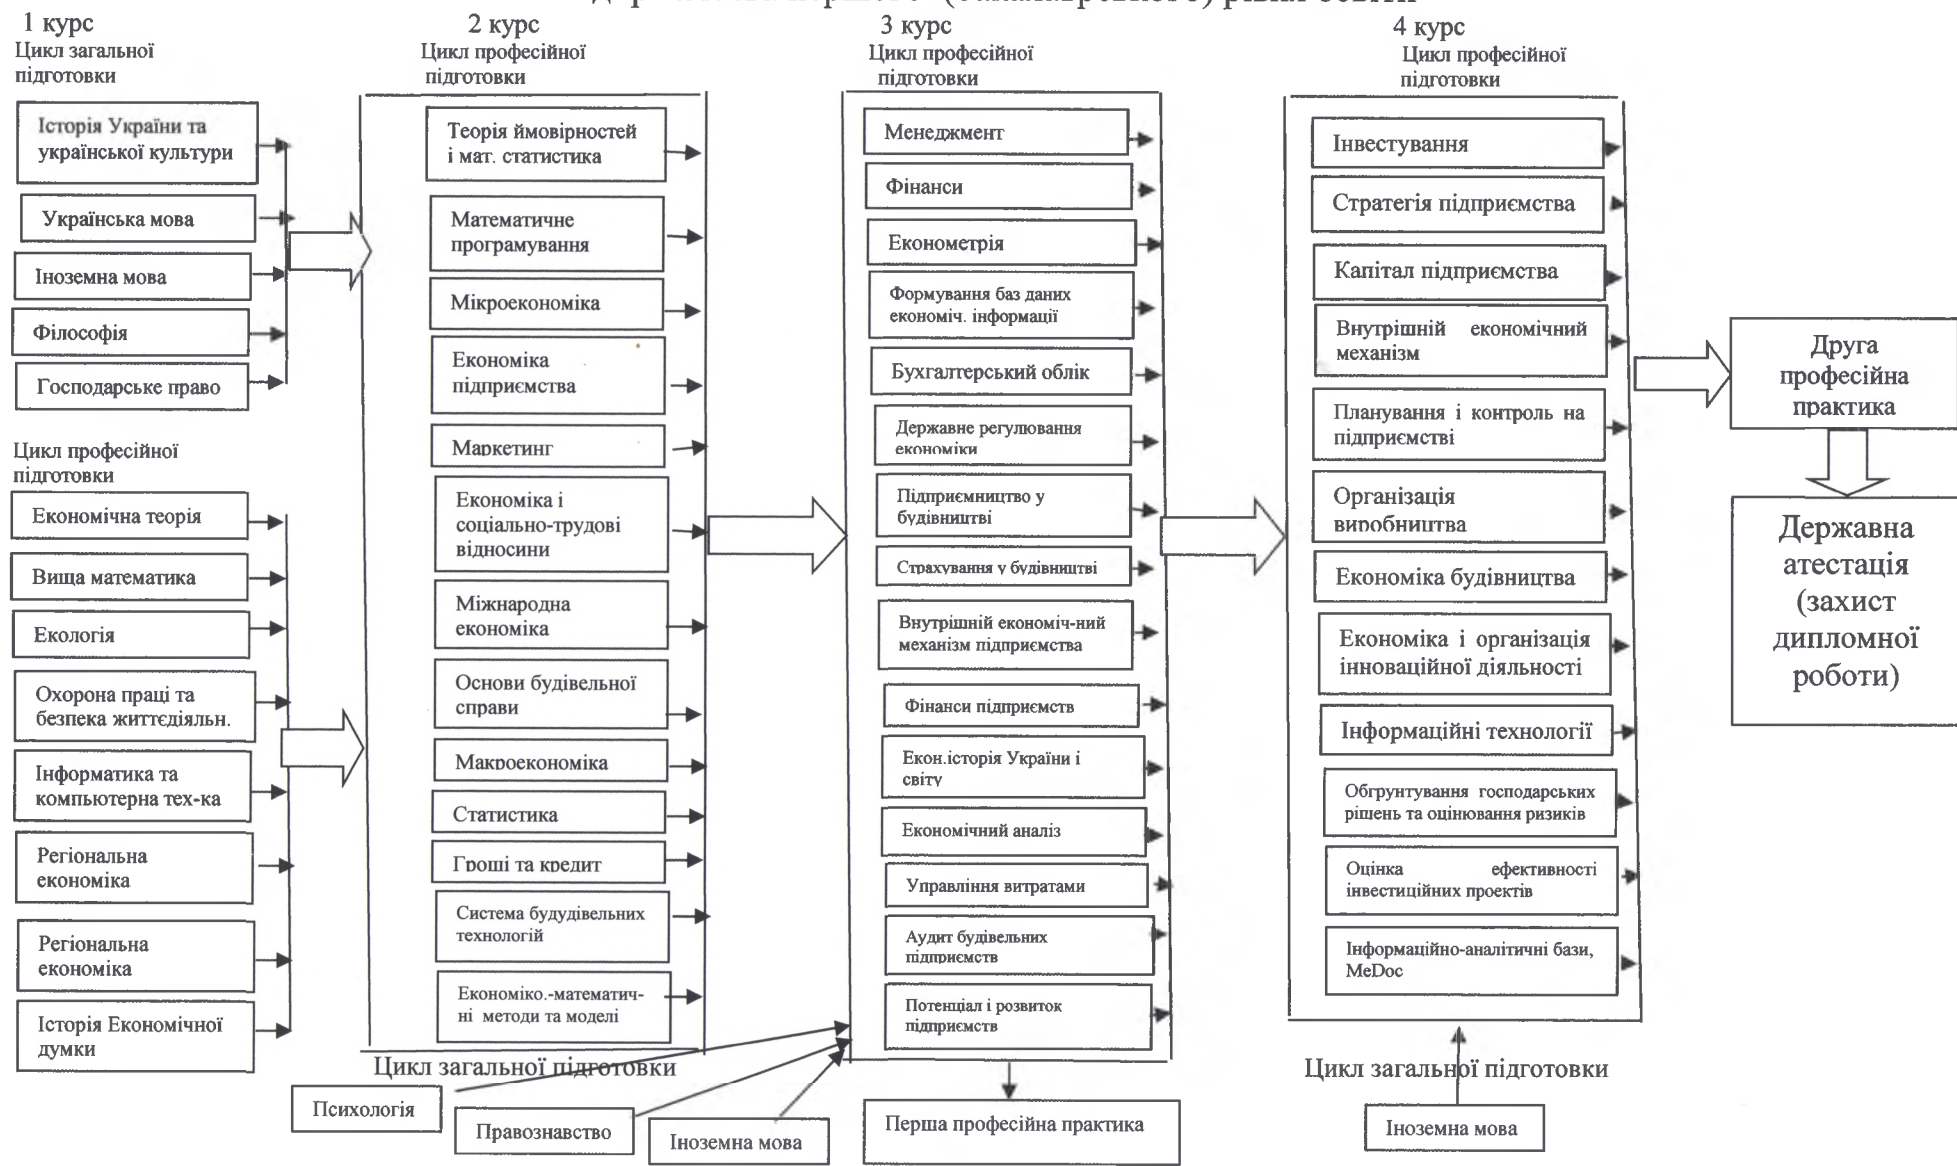 (бакалавровського) рівня освіти
1 курс
Цикл загальної
підготовки
Історія України та
української культури
Українська мова
Іноземна мова
Філософія
Господарське право
Цикл професійної
підготовки
Економічна теорія
Вища математика
Екологія
Охорона праці та
безпека життєдіяльн.
Інформатика та
компьютерна тех-ка
Регіональна
економіка
Регіональна
економіка
Історія Економічної
думки
2 курс
Цикл професійної
підготовки
Теорія ймовірностей
і мат. статистика
Математичне
програмування
Мікроекономіка
Економіка
підприємства
Маркетинг
Економіка і
соціально-трудові
відносини
Міжнародна
економіка
Основи будівельної
справи
Макроекономіка
Статистика
Гроші та кредит
Система будудівельних
технологій
Економіко.-математич-
ні методи та моделі
Цикл загальної підготовки
Психологія
Правознавство
Іноземна мова
3 курс
Цикл професійної
підготовки
Менеджмент
Фінанси
Економетрія
Формування баз даних
економіч. інформації
Бухгалтерський облік
Державне регулювання
економіки
Підприємництво у
будівництві
Страхування у будівництві
Внутрішній економіч-ний
механізм підприємства
Фінанси підприємств
Екон.історія України і
світу
Економічний аналіз
Управління витратами
Аудит будівельних
підприємств
Потенціал і розвиток
підприємств
Перша професійна практика
4 курс
Цикл професійної
підготовки
Інвестування
Стратегія підприємства
Капітал підприємства
Внутрішній економічний
механізм
Планування і контроль на
підприємстві
Організація
виробництва
Економіка будівництва
Економіка і організація
інноваційної діяльності
Інформаційні технології
Обгрунтування господарських
рішень та оцінювання ризиків
Оцінка ефективності
інвестиційних проектів
Інформаційно-аналітичні бази,
MeDoc
Цикл загальної підготовки
Іноземна мова
Друга
професійна
практика
Державна
атестація
(захист
дипломної
роботи)